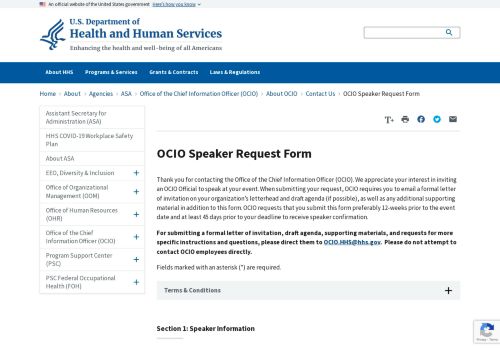 An official website of the United States government Here's how you know
U.S. Department of
Health and Human Services
Enhancing the health and well-being of all Americans
About HHS Programs & Services Grants & Contracts Laws & Regulations
Home › About › Agencies › ASA › Office of the Chief Information Officer (OCIO) › About OCIO › Contact Us › OCIO Speaker Request Form
Assistant Secretary for
Administration (ASA)
HHS COVID-19 Workplace Safety
Plan
About ASA
EEO, Diversity & Inclusion +
Office of Organizational
Management (OOM) +
Office of Human Resources
(OHR) +
Office of the Chief
Information Officer (OCIO) +
Program Support Center
(PSC) +
PSC Federal Occupational
Health (FOH) +
T+
OCIO Speaker Request Form
Thank you for contacting the Office of the Chief Information Officer (OCIO). We appreciate your interest in inviting
an OCIO Official to speak at your event. When submitting your request, OCIO requires you to email a formal letter
of invitation on your organization's letterhead and draft agenda (if possible), as well as any additional supporting
material in addition to this form. OCIO requests that you submit this form preferably 12-weeks prior to the event
date and at least 45 days prior to your deadline to receive speaker confirmation.
For submitting a formal letter of invitation, draft agenda, supporting materials, and requests for more
specific instructions and questions, please direct them to OCIO.HHS@hhs.gov. Please do not attempt to
contact OCIO employees directly.
Fields marked with an asterisk (*) are required.
Terms & Conditions +
Section 1: Speaker Information
Privacy - Terms